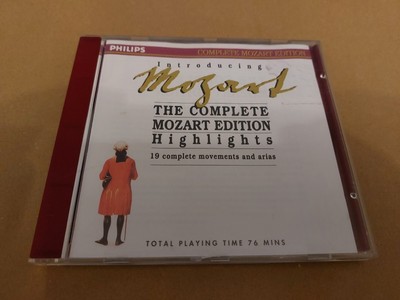 PHILIPS
COMPLETE MOZART EDITION
Introducing
Mozart
THE COMPLETE
MOZART EDITION
Highlights
19 complete movements and arias
TOTAL PLAYING TIME 76 MINS